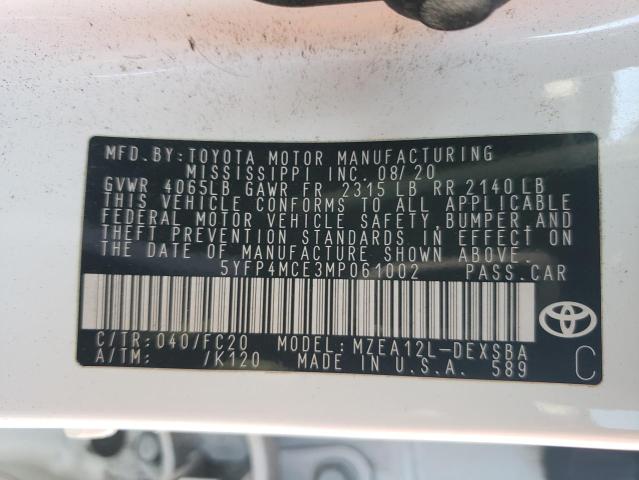 MFD.BY:TOYOTA MOTOR MANUFACTURING
MISSISSIPPI INC. 08/20
GVWR 4065LB GAWR FR 2315 LB RR 2140 LB
THIS VEHICLE CONFORMS TO ALL APPLICABLE
FEDERAL MOTOR VEHICLE SAFETY, BUMPER AND
THEFT PREVENTION STANDARDS IN EFFECT ON
THE DATE OF MANUFACTURE SHOWN ABOVE.
5YFP4MCE3MP061002 PASS.CAR
C/TR: 040/FC20 MODEL: MZEA12L-DEXSBA
A/TM: /K120 MADE IN U.S.A. 589
C